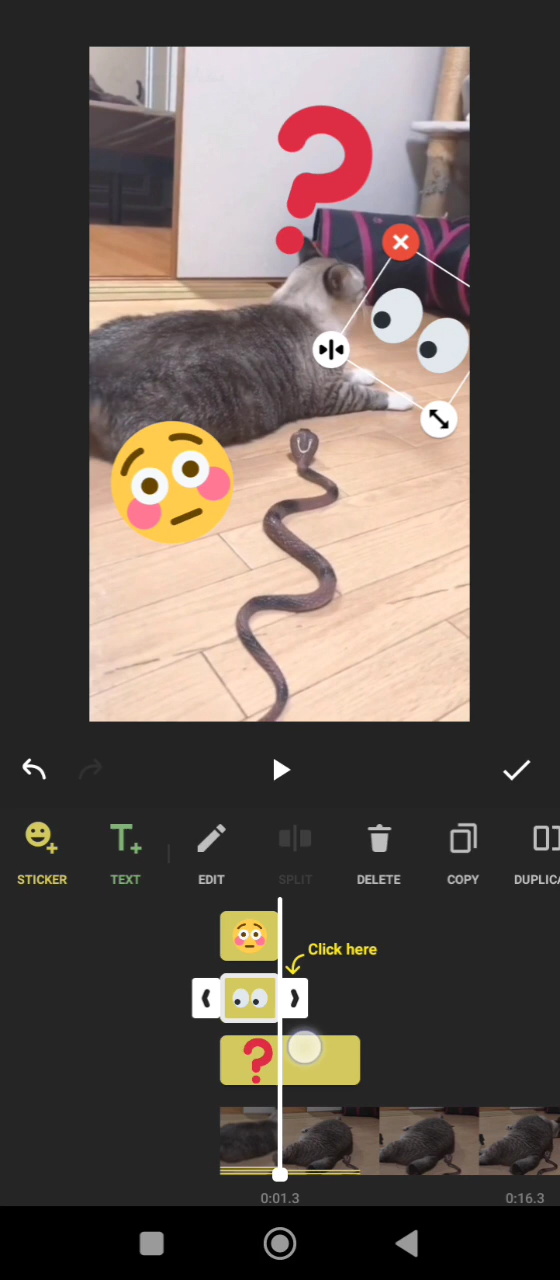 STICKER
TEXT
EDIT
SPLIT
DELETE
COPY
DUPLICA
Click here
0:01.3
0:16.3